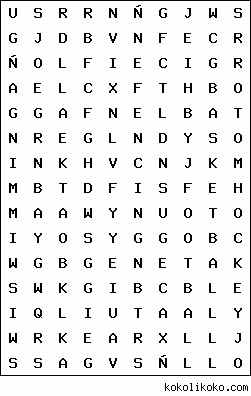 U S R R N Ñ G J W S
G J D B V N F E C R
Ñ O L F I E C I G R
A E L C X F T H B O
G G A F N E L B A T
N R E G L N D Y S O
I N K H V C N J K M
M B T D F I S F E H
M A A W Y N U O T O
I Y O S Y G G O B C
W G B G E N E T A K
S W K G I B C B L E
I Q L I U T A A L Y
W R K E A R X L L J
S S A G V S Ñ L L O
kokolikoko.com